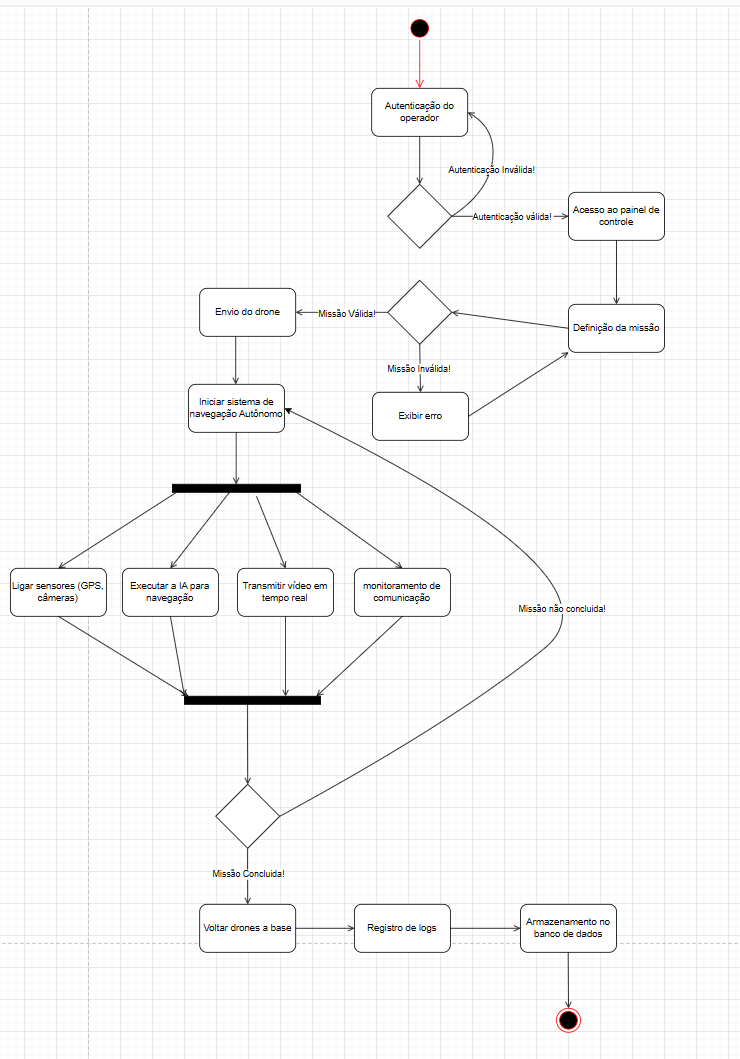 Autenticação do
operador
Autenticação Inválida!
Autenticação válida!
Acesso ao painel de
controle
Envio do drone
Missão Válida!
Definição da missão
Missão Inválida!
Exibir erro
Iniciar sistema de
navegação Autônomo
Ligar sensores (GPS,
câmeras)
Executar a IA para
navegação
Transmitir vídeo em
tempo real
monitoramento de
comunicação
Missão não concluida!
Missão Concluida!
Voltar drones a base
Registro de logs
Armazenamento no
banco de dados